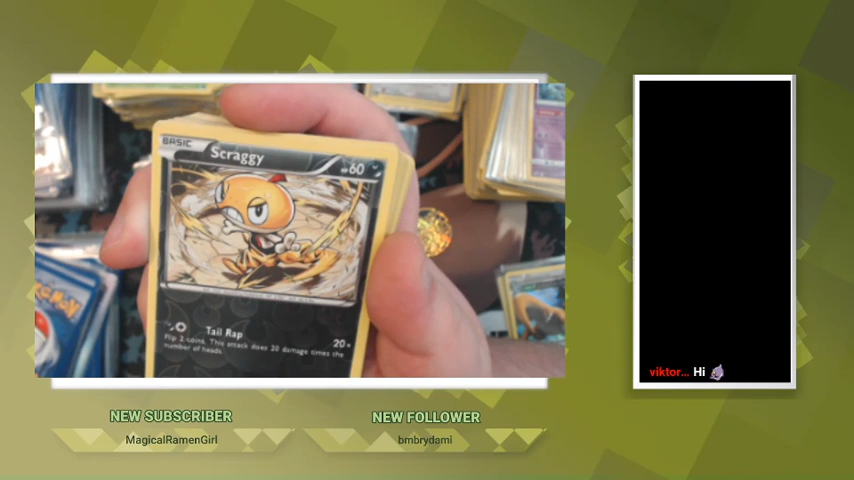 BASIC
Scraggy
60
Tail Rap
20×
Flip 2 coins. This attack does 20 damage times the
number of heads.
viktor... Hi
NEW SUBSCRIBER
NEW FOLLOWER
MagicalRamenGirl
bmbrydami